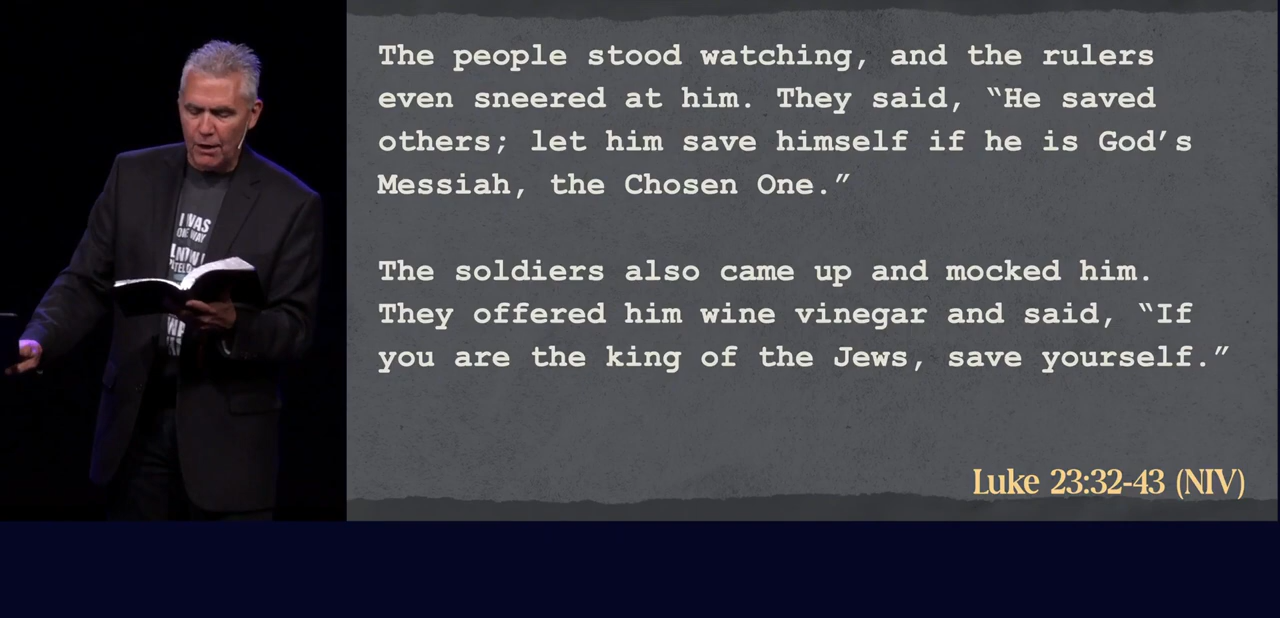 The people stood watching, and the rulers
even sneered at him. They said, “He saved
others; let him save himself if he is God’s
Messiah, the Chosen One.”
The soldiers also came up and mocked him.
They offered him wine vinegar and said, “If
you are the king of the Jews, save yourself.”
Luke 23:32-43 (NIV)
I WAS
ONE WAY